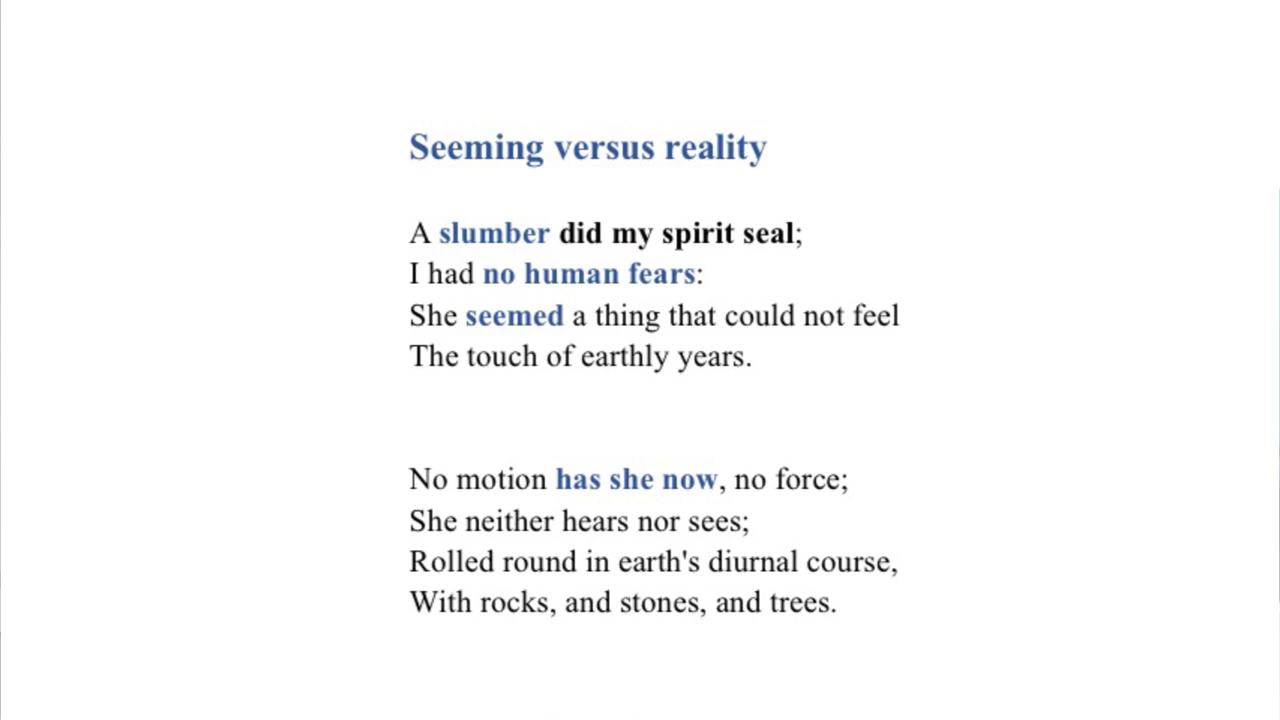 Seeming versus reality
A slumber did my spirit seal;
I had no human fears:
She seemed a thing that could not feel
The touch of earthly years.
No motion has she now, no force;
She neither hears nor sees;
Rolled round in earth's diurnal course,
With rocks, and stones, and trees.